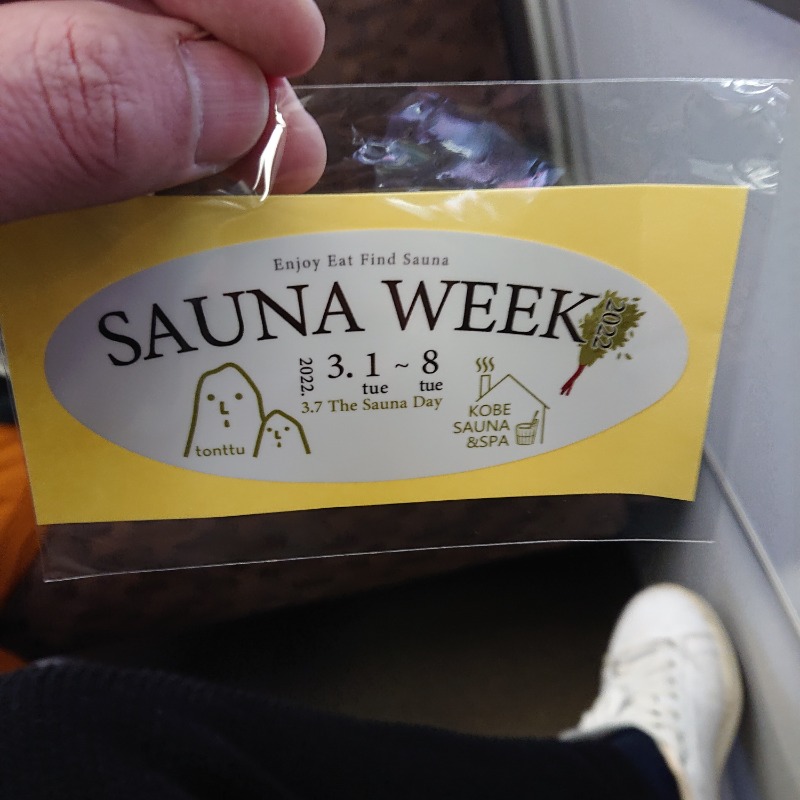 Enjoy Eat Find Sauna
SAUNA WEEK
2022
2022.
3. 1 ~ 8
tue tue
3.7 The Sauna Day
tonttu
KOBE
SAUNA
&SPA